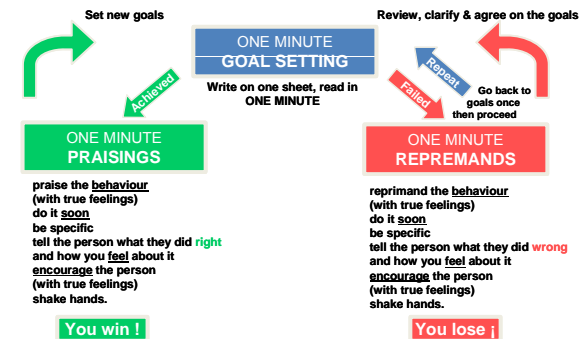 Set new goals
Review, clarify & agree on the goals
ONE MINUTE
GOAL SETTING
Write on one sheet, read in
ONE MINUTE
Achieved
Failed
Repeat
Go back to
goals once
then proceed
ONE MINUTE
PRAISINGS
praise the behaviour
(with true feelings)
do it soon
be specific
tell the person what they did right
and how you feel about it
encourage the person
(with true feelings)
shake hands.
You win !
ONE MINUTE
REPREMANDS
reprimand the behaviour
(with true feelings)
do it soon
be specific
tell the person what they did wrong
and how you feel about it
encourage the person
(with true feelings)
shake hands.
You lose ¡